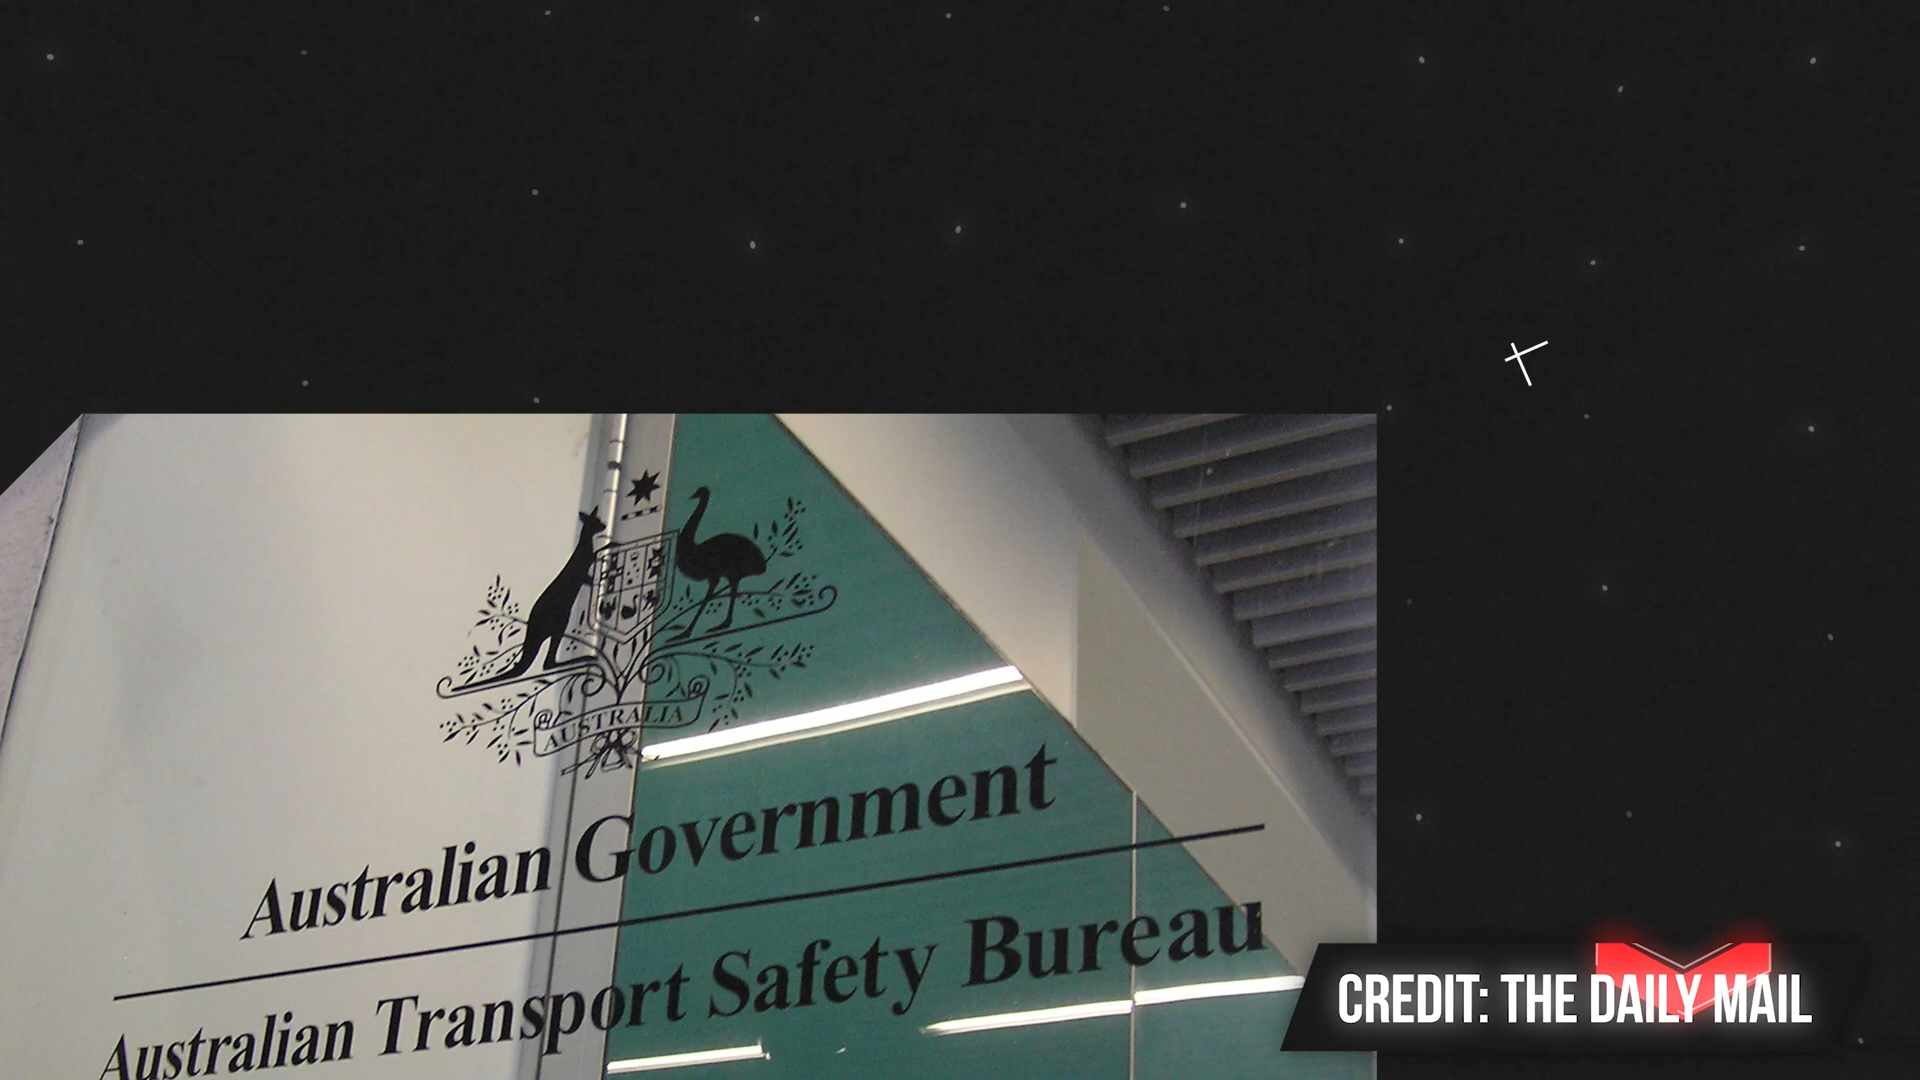 AUSTRALIA
Australian Government
Australian Transport Safety Bureau
CREDIT: THE DAILY MAIL